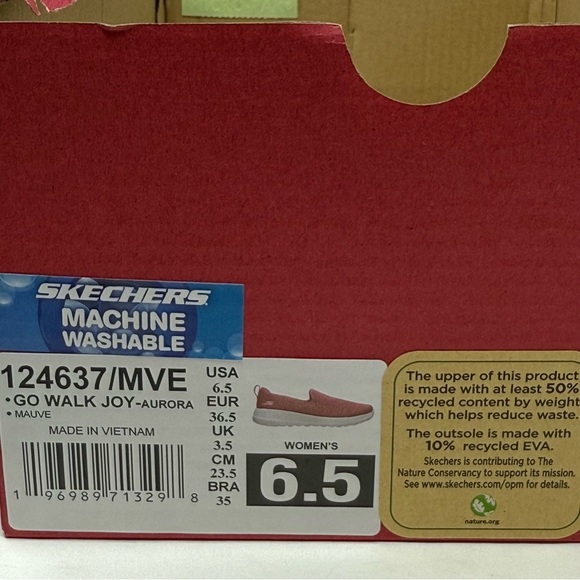 SKECHERS
MACHINE
WASHABLE
124637/MVE
• GO WALK JOY-AURORA
• MAUVE
MADE IN VIETNAM
1 96989 71329 8
USA
6.5
EUR
36.5
UK
3.5
CM
23.5
BRA
35
WOMEN'S
6.5
The upper of this product
is made with at least 50%
recycled content by weight
which helps reduce waste.
The outsole is made with
10% recycled EVA.
Skechers is contributing to The
Nature Conservancy to support its mission.
See www.skechers.com/opm for details.
nature.org